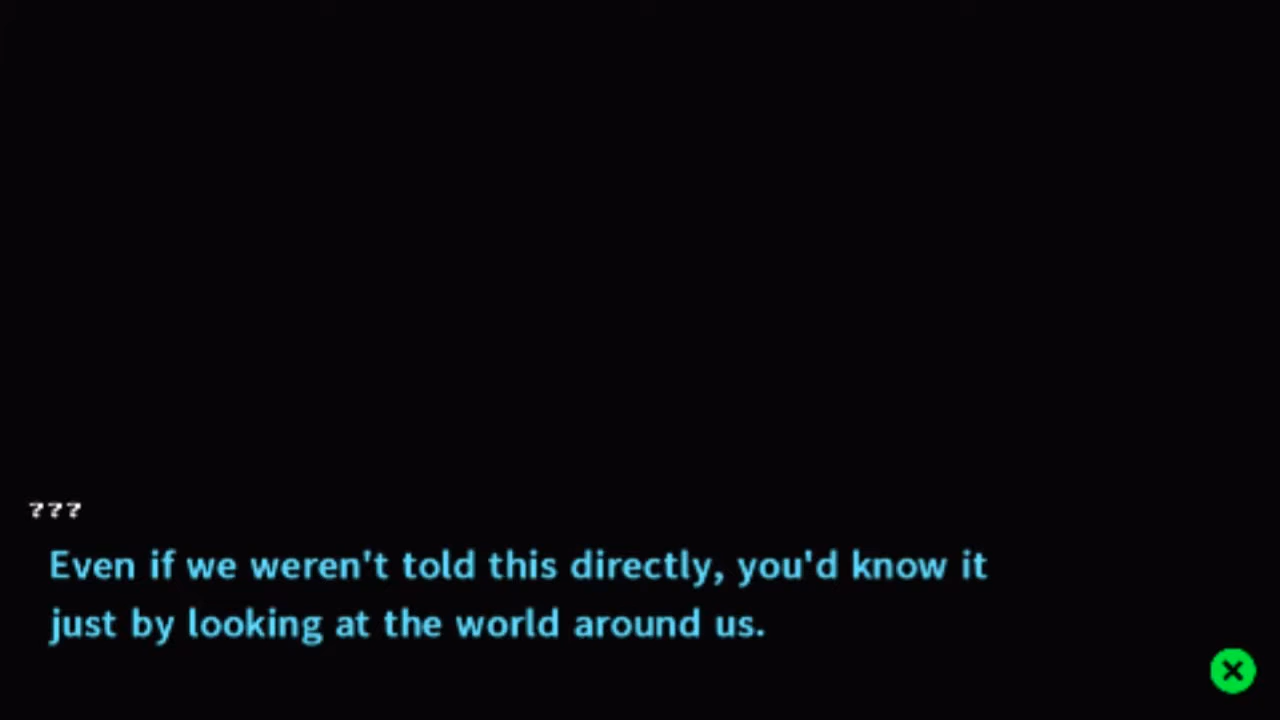 ???
Even if we weren't told this directly, you'd know it
just by looking at the world around us.